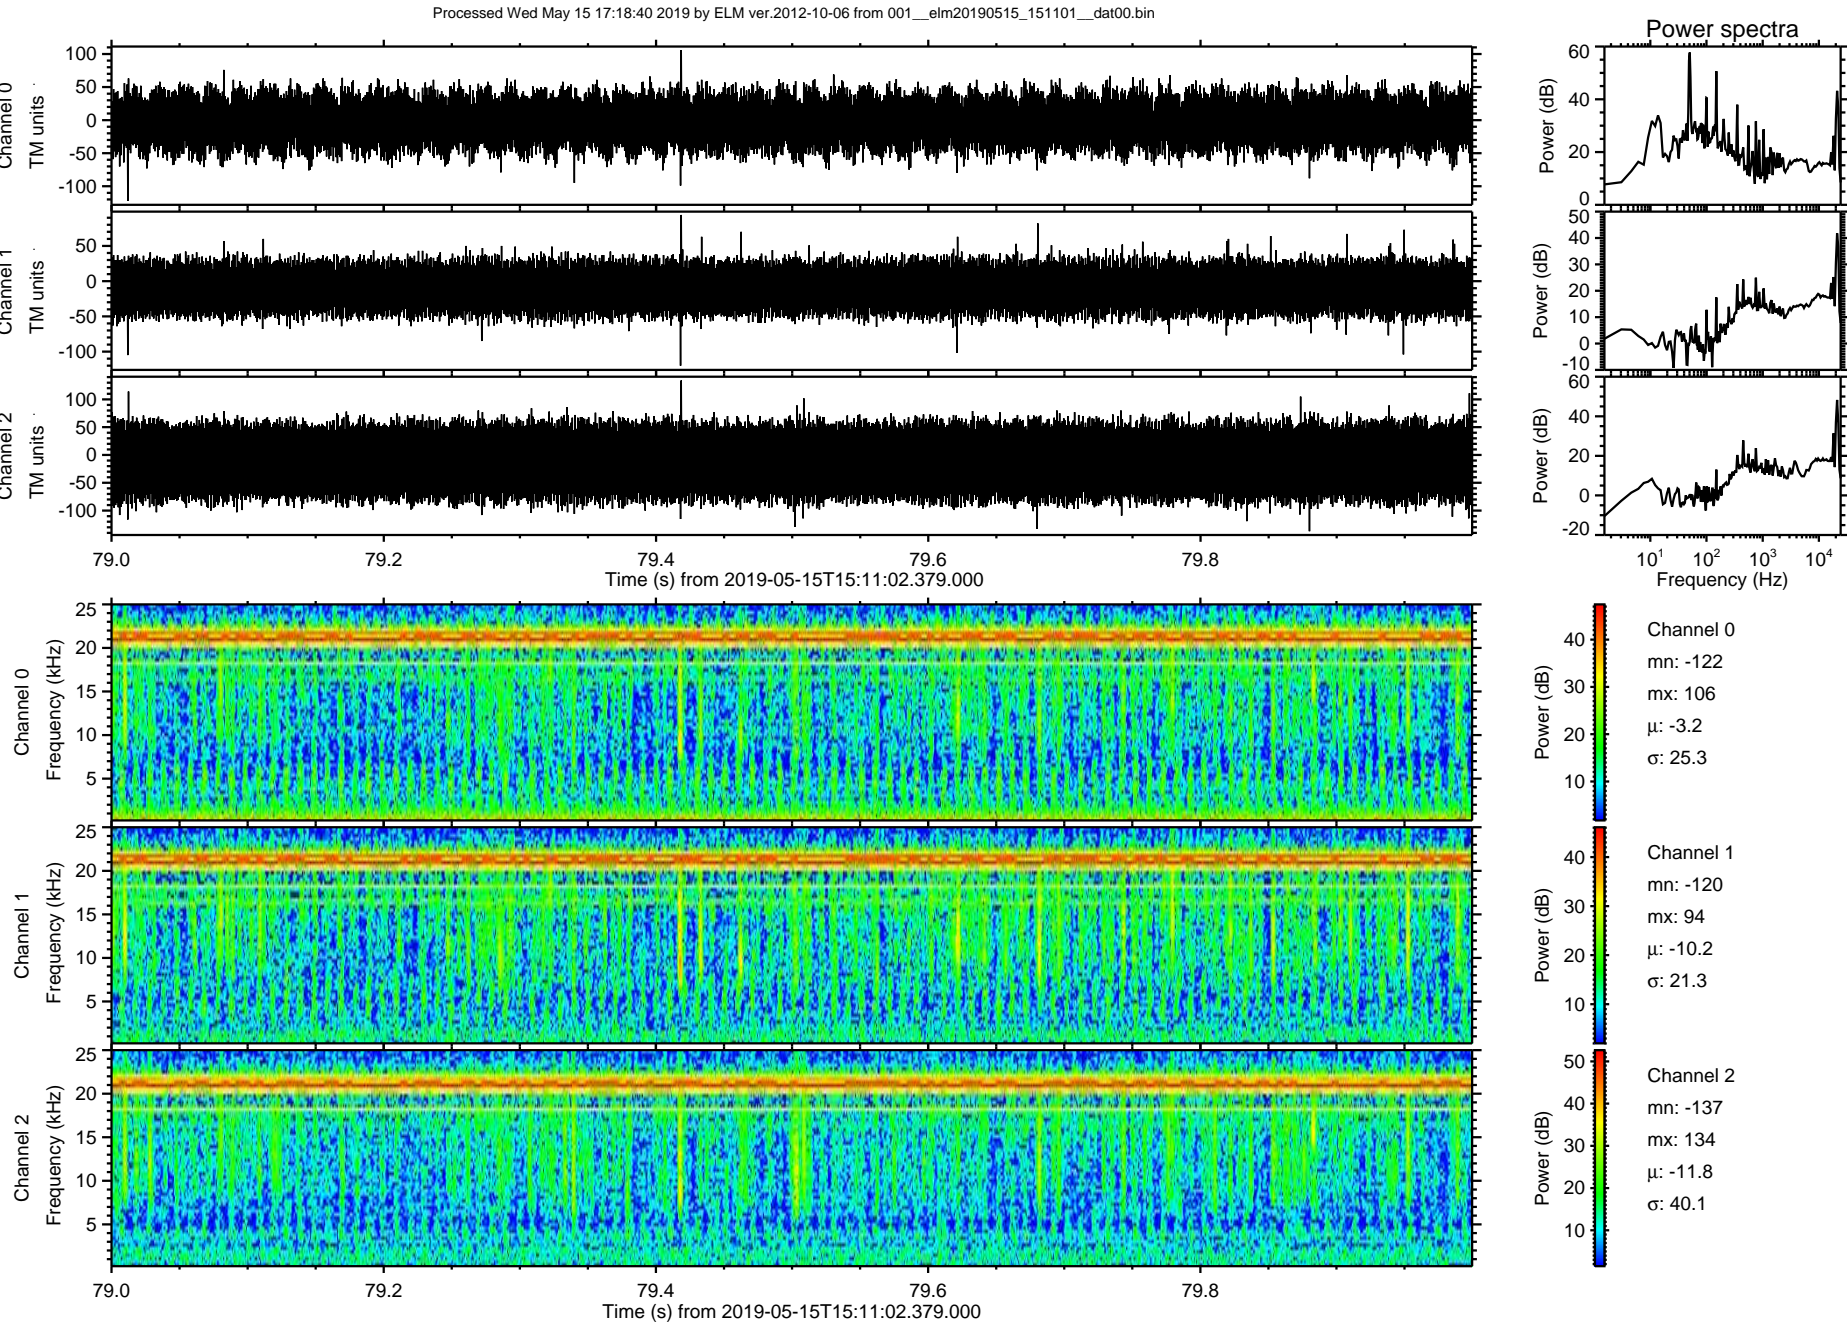 Processed Wed May 15 17:18:40 2019 by ELM ver.2012-10-06 from 001__elm20190515_151101__dat00.bin
Power spectra
Channel 0
TM units
100
50
0
-50
-100
Power (dB)
60
40
20
0
Channel 1
TM units
50
0
-50
-100
Power (dB)
50
40
30
20
10
0
-10
Channel 2
TM units
100
50
0
-50
-100
Power (dB)
60
40
20
0
-20
79.0 79.2 79.4 79.6 79.8
Time (s) from 2019-05-15T15:11:02.379.000
10^1 10^2 10^3 10^4
Frequency (Hz)
Channel 0
Frequency (kHz)
25
20
15
10
5
Power (dB)
40
30
20
10
Channel 0
mn: -122
mx: 106
µ: -3.2
σ: 25.3
Channel 1
Frequency (kHz)
25
20
15
10
5
Power (dB)
40
30
20
10
Channel 1
mn: -120
mx: 94
µ: -10.2
σ: 21.3
Channel 2
Frequency (kHz)
25
20
15
10
5
Power (dB)
50
40
30
20
10
Channel 2
mn: -137
mx: 134
µ: -11.8
σ: 40.1
79.0 79.2 79.4 79.6 79.8
Time (s) from 2019-05-15T15:11:02.379.000